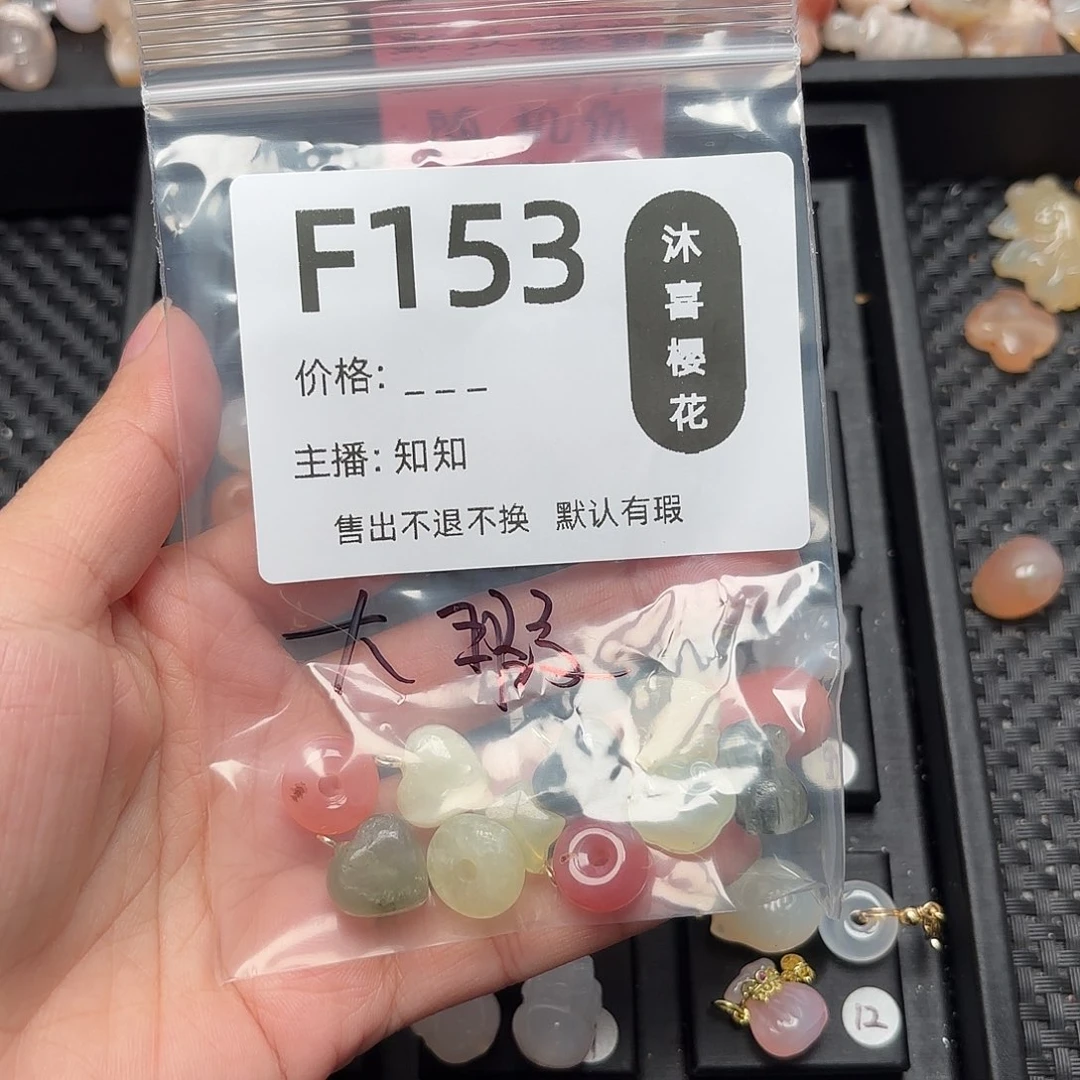 F153
沐喜樱花
价格: _ _ _
主播: 知知
售出不退不换 默认有瑕
大
12